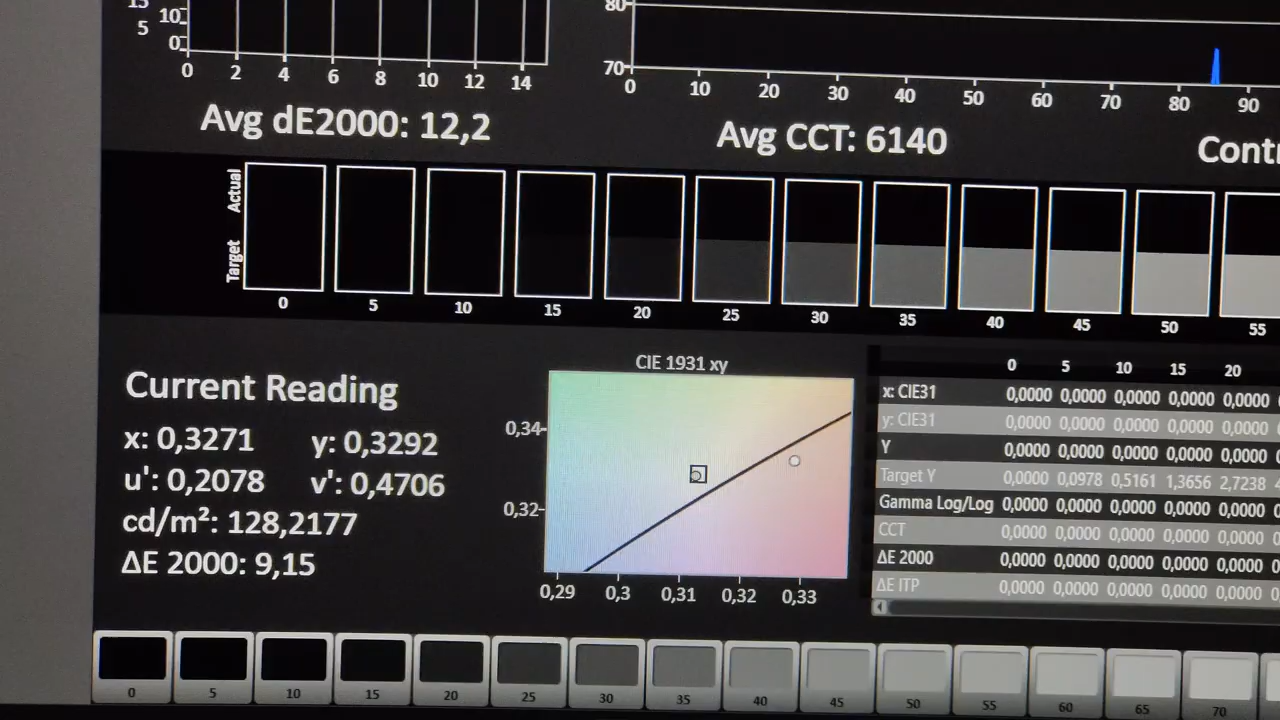 15 10
5 0
80
70
0 2 4 6 8 10 12 14
0 10 20 30 40 50 60 70 80 90
Avg dE2000: 12,2
Avg CCT: 6140
Actual
Target
0 5 10 15 20 25 30 35 40 45 50 55
Current Reading
x: 0,3271 y: 0,3292
u': 0,2078 v': 0,4706
cd/m²: 128,2177
ΔE 2000: 9,15
CIE 1931 xy
0,34
0,32
0,29 0,3 0,31 0,32 0,33
0 5 10 15 20
x: CIE31 0,0000 0,0000 0,0000 0,0000 0,0000
y: CIE31 0,0000 0,0000 0,0000 0,0000 0,0000
Y 0,0000 0,0000 0,0000 0,0000 0,0000
Target Y 0,0000 0,0978 0,5161 1,3656 2,7238
Gamma Log/Log 0,0000 0,0000 0,0000 0,0000 0,0000
CCT 0,0000 0,0000 0,0000 0,0000 0,0000
ΔE 2000 0,0000 0,0000 0,0000 0,0000 0,0000
ΔE ITP 0,0000 0,0000 0,0000 0,0000 0,0000
0 5 10 15 20 25 30 35 40 45 50 55 60 65 70